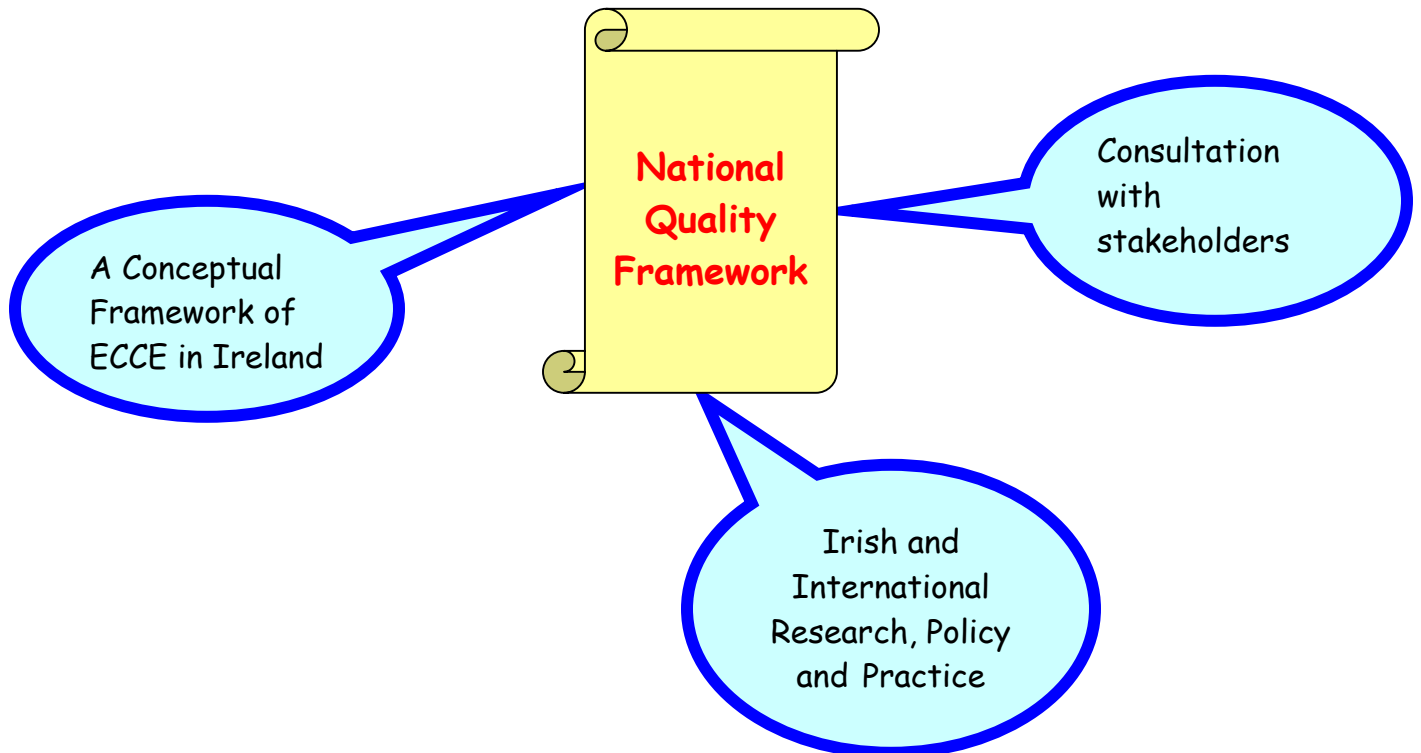 National
Quality
Framework
Consultation
with
stakeholders
A Conceptual
Framework of
ECCE in Ireland
Irish and
International
Research, Policy
and Practice